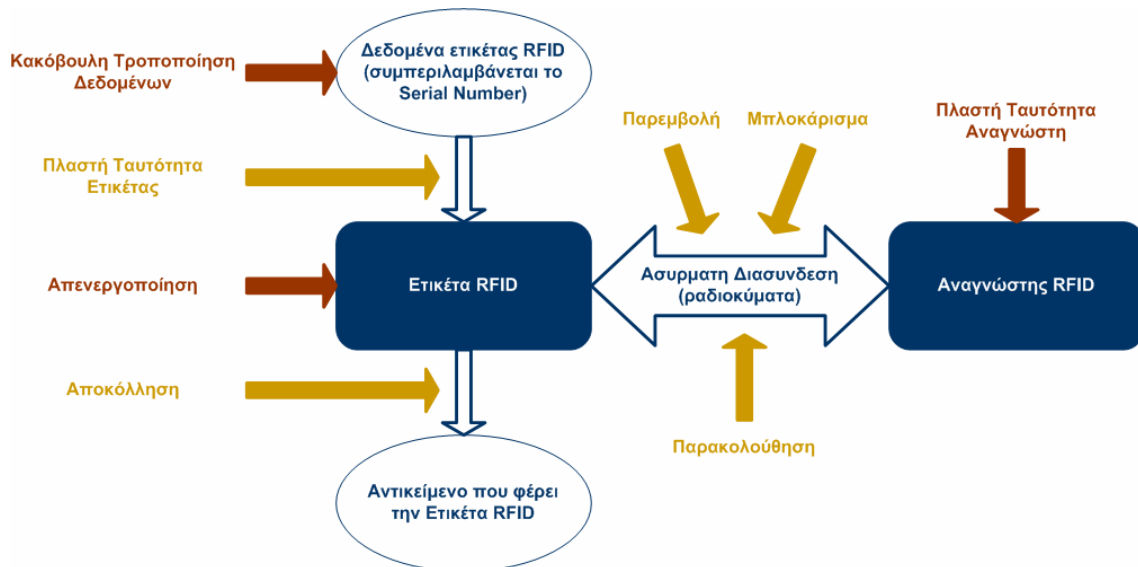 Κακόβουλη Τροποποίηση
Δεδομένων
Δεδομένα ετικέτας RFID
(συμπεριλαμβάνεται το
Serial Number)
Παρεμβολή
Μπλοκάρισμα
Πλαστή Ταυτότητα
Αναγνώστη
Πλαστή Ταυτότητα
Ετικέτας
Απενεργοποίηση
Ετικέτα RFID
Ασυρματη Διασυνδεση
(ραδιοκύματα)
Αναγνώστης RFID
Αποκόλληση
Παρακολούθηση
Αντικείμενο που φέρει
την Ετικέτα RFID